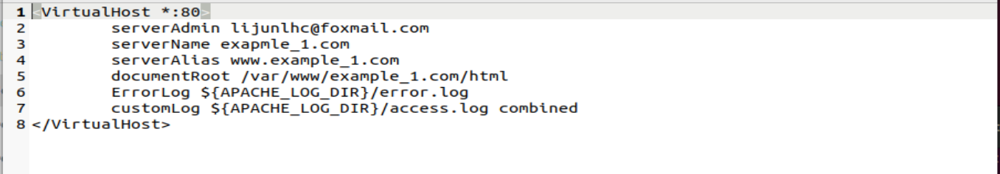 1 <VirtualHost *:80>
2 serverAdmin lijunlhc@foxmail.com
3 serverName exapmle_1.com
4 serverAlias www.example_1.com
5 documentRoot /var/www/example_1.com/html
6 ErrorLog ${APACHE_LOG_DIR}/error.log
7 customLog ${APACHE_LOG_DIR}/access.log combined
8 </VirtualHost>